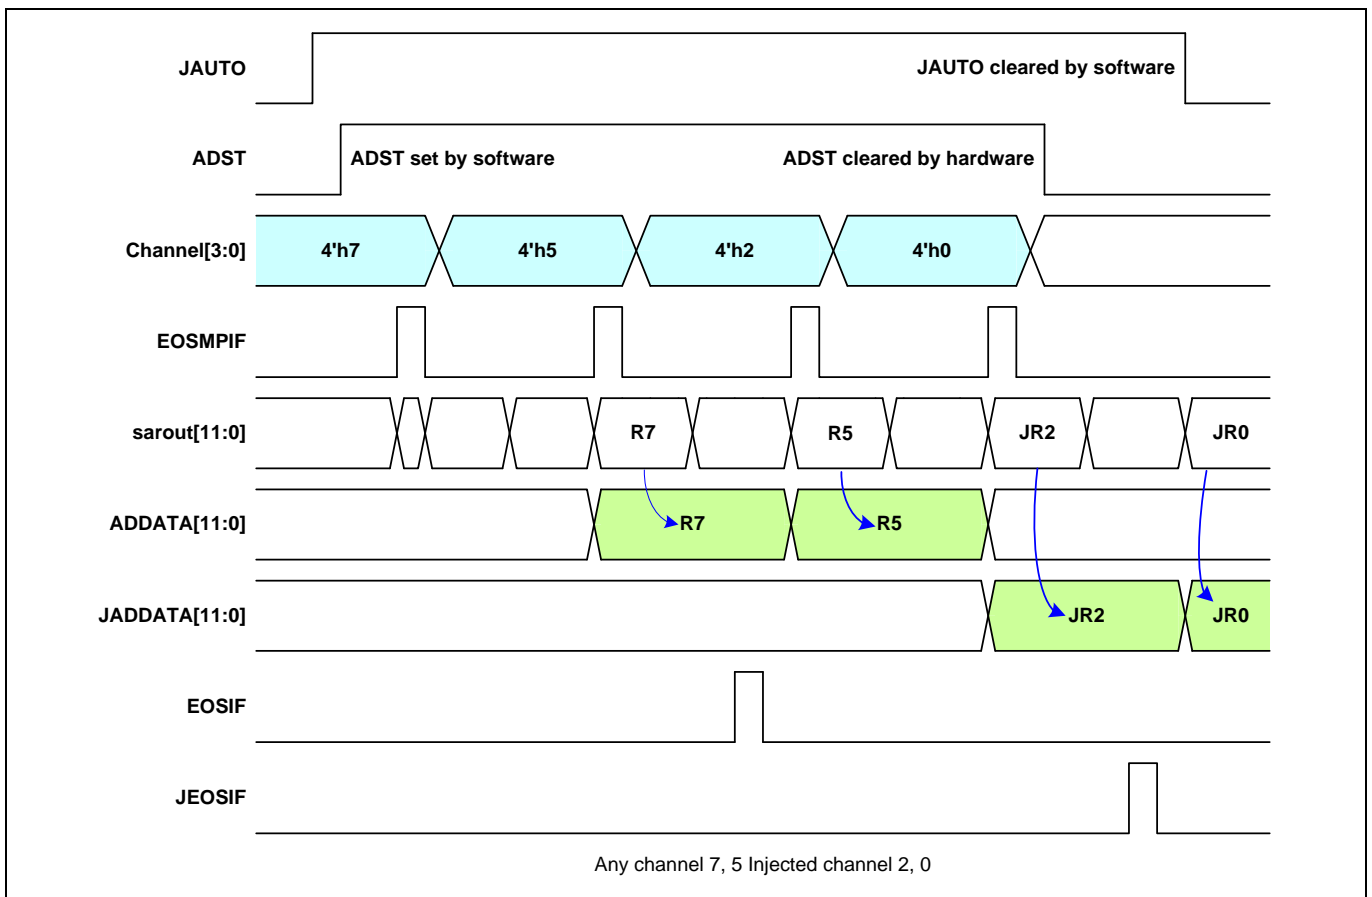 JAUTO
JAUTO cleared by software
ADST
ADST set by software
ADST cleared by hardware
Channel[3:0]
4'h7
4'h5
4'h2
4'h0
EOSMPIF
sarout[11:0]
R7
R5
JR2
JR0
ADDATA[11:0]
R7
R5
JADDATA[11:0]
JR2
JR0
EOSIF
JEOSIF
Any channel 7, 5 Injected channel 2, 0